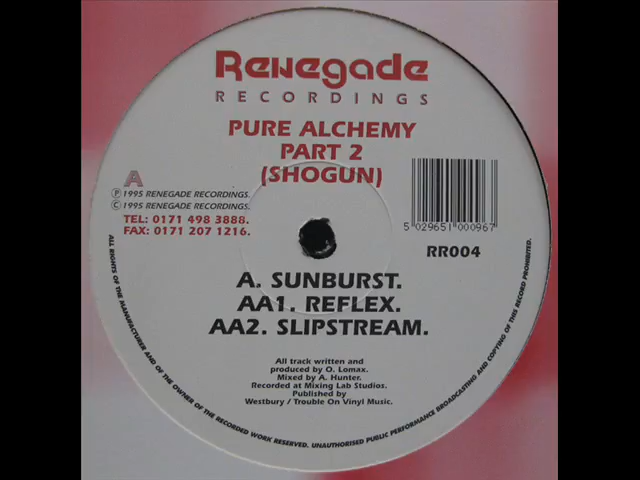 Renegade
RECORDINGS
PURE ALCHEMY
PART 2
(SHOGUN)
A
Ⓟ 1995 RENEGADE RECORDINGS.
© 1995 RENEGADE RECORDINGS.
TEL: 0171 498 3888.
FAX: 0171 207 1216.
5 029651 000967
RR004
A. SUNBURST.
AA1. REFLEX.
AA2. SLIPSTREAM.
All track written and
produced by O. Lomax.
Mixed by A. Hunter.
Recorded at Mixing Lab Studios.
Published by
Westbury / Trouble On Vinyl Music.
ALL RIGHTS OF THE MANUFACTURER AND OF THE OWNER OF THE RECORDED WORK RESERVED. UNAUTHORISED PUBLIC PERFORMANCE BROADCASTING AND COPYING OF THIS RECORD PROHIBITED.